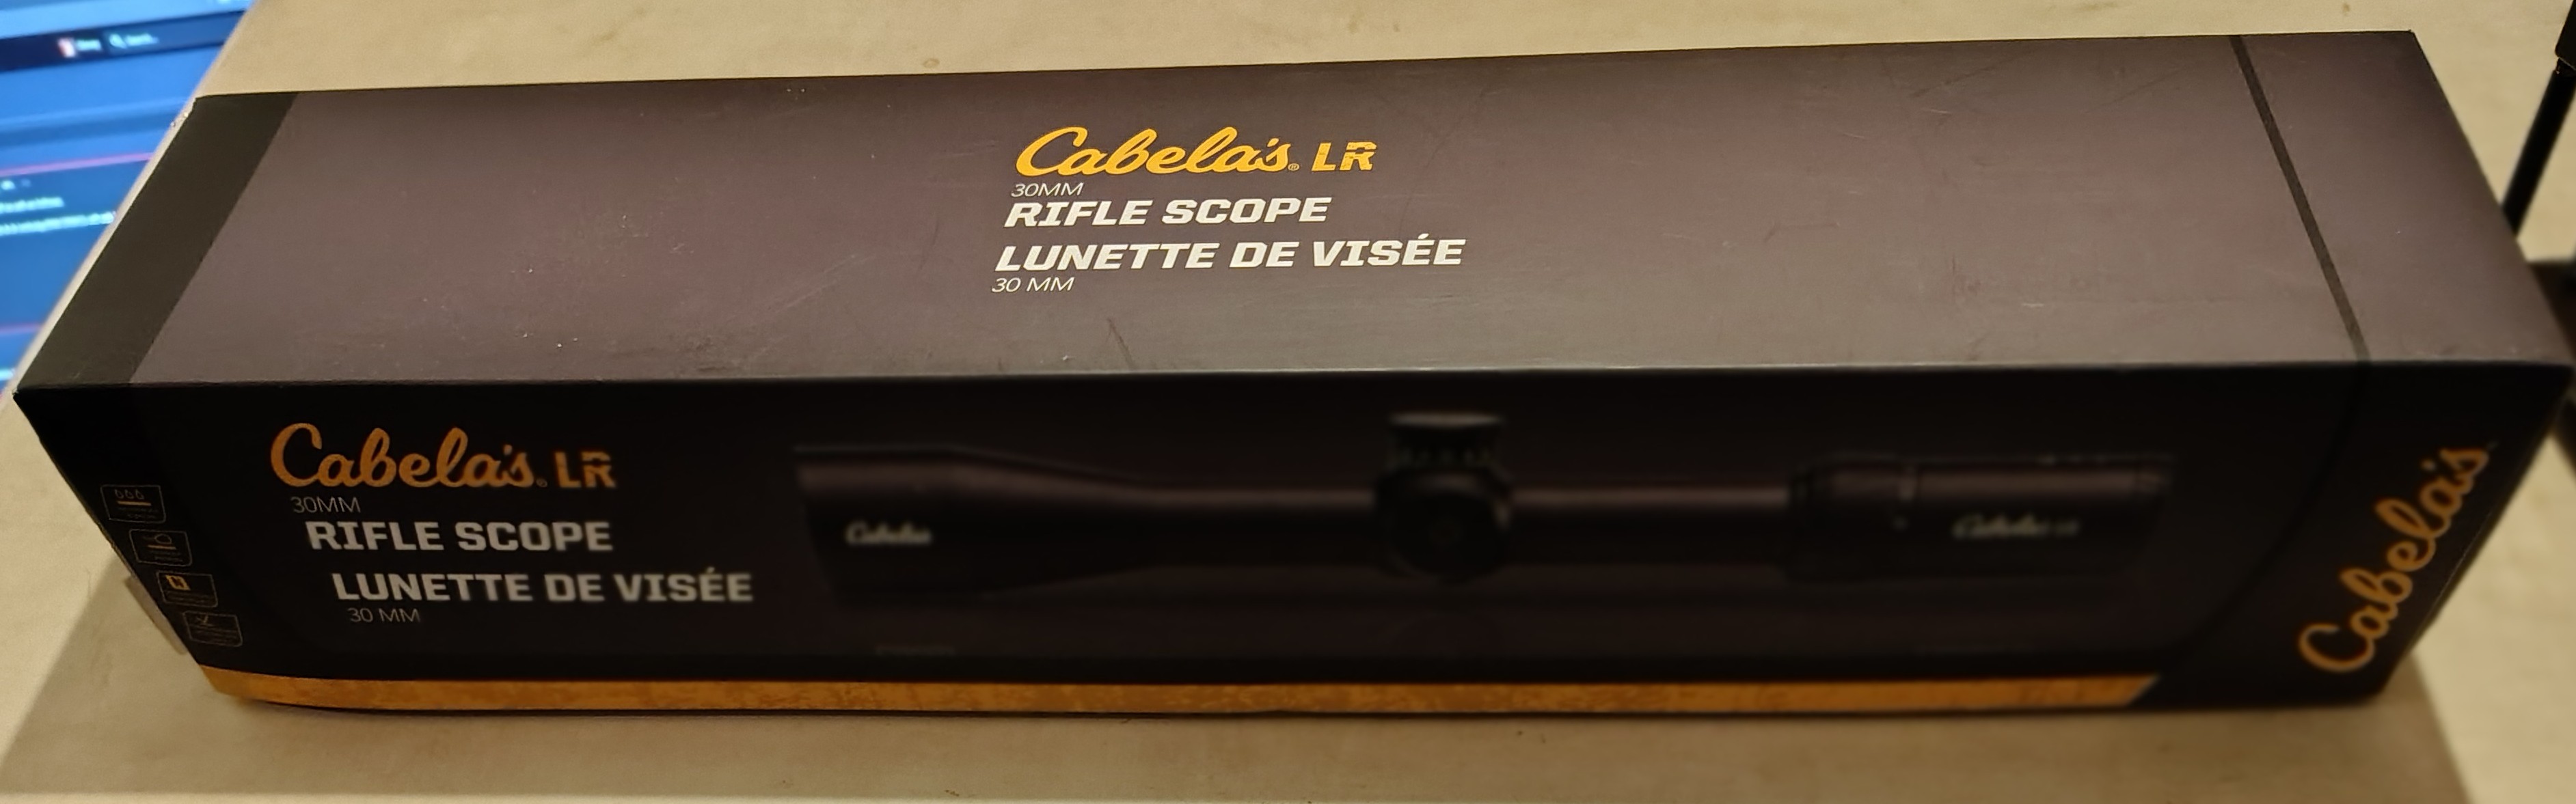 Cabela's® LR
30MM
RIFLE SCOPE
LUNETTE DE VISÉE
30 MM
Cabela's® LR
30MM
RIFLE SCOPE
LUNETTE DE VISÉE
30 MM
Cabela's
Cabela's
Cabela's